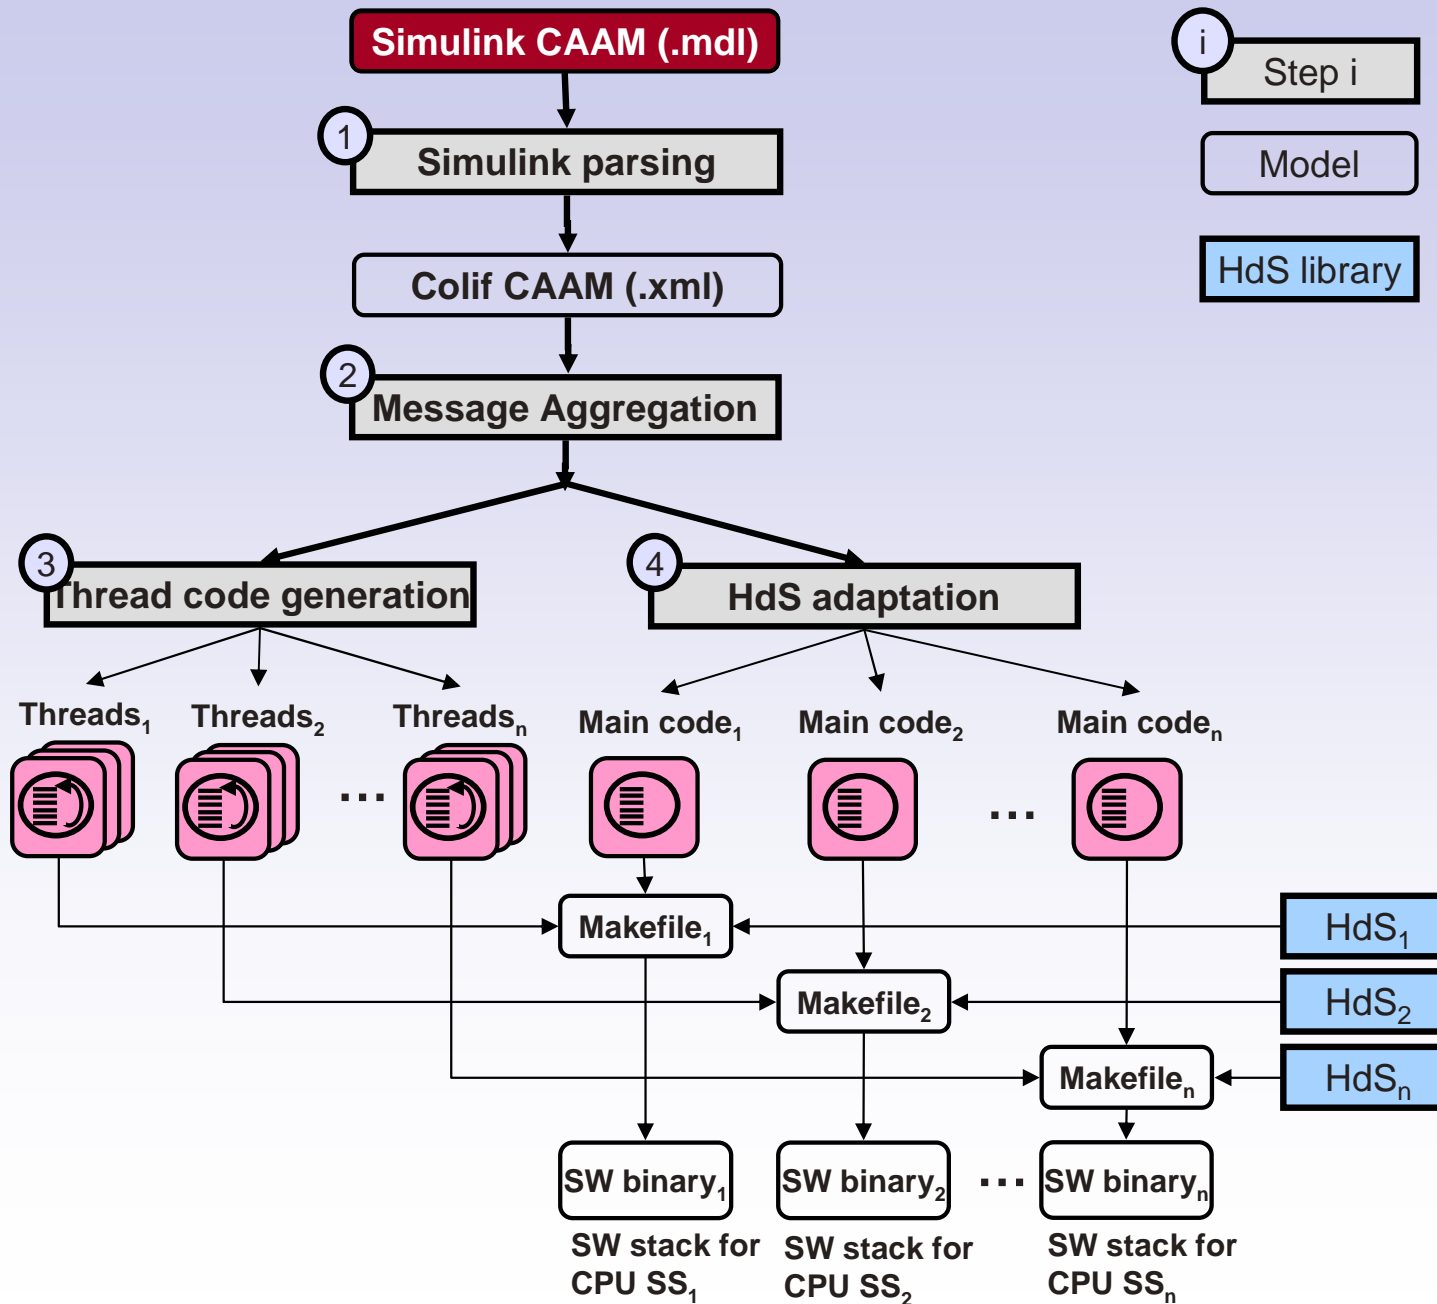 Simulink CAAM (.mdl)
i
Step i
1
Simulink parsing
Model
Colif CAAM (.xml)
HdS library
2
Message Aggregation
3
Thread code generation
4
HdS adaptation
Threads1
Threads2
Threadsn
Main code1
Main code2
Main coden
...
...
Makefile1
HdS1
Makefile2
HdS2
Makefilen
HdSn
SW binary1
SW binary2
...
SW binaryn
SW stack for
CPU SS1
SW stack for
CPU SS2
SW stack for
CPU SSn